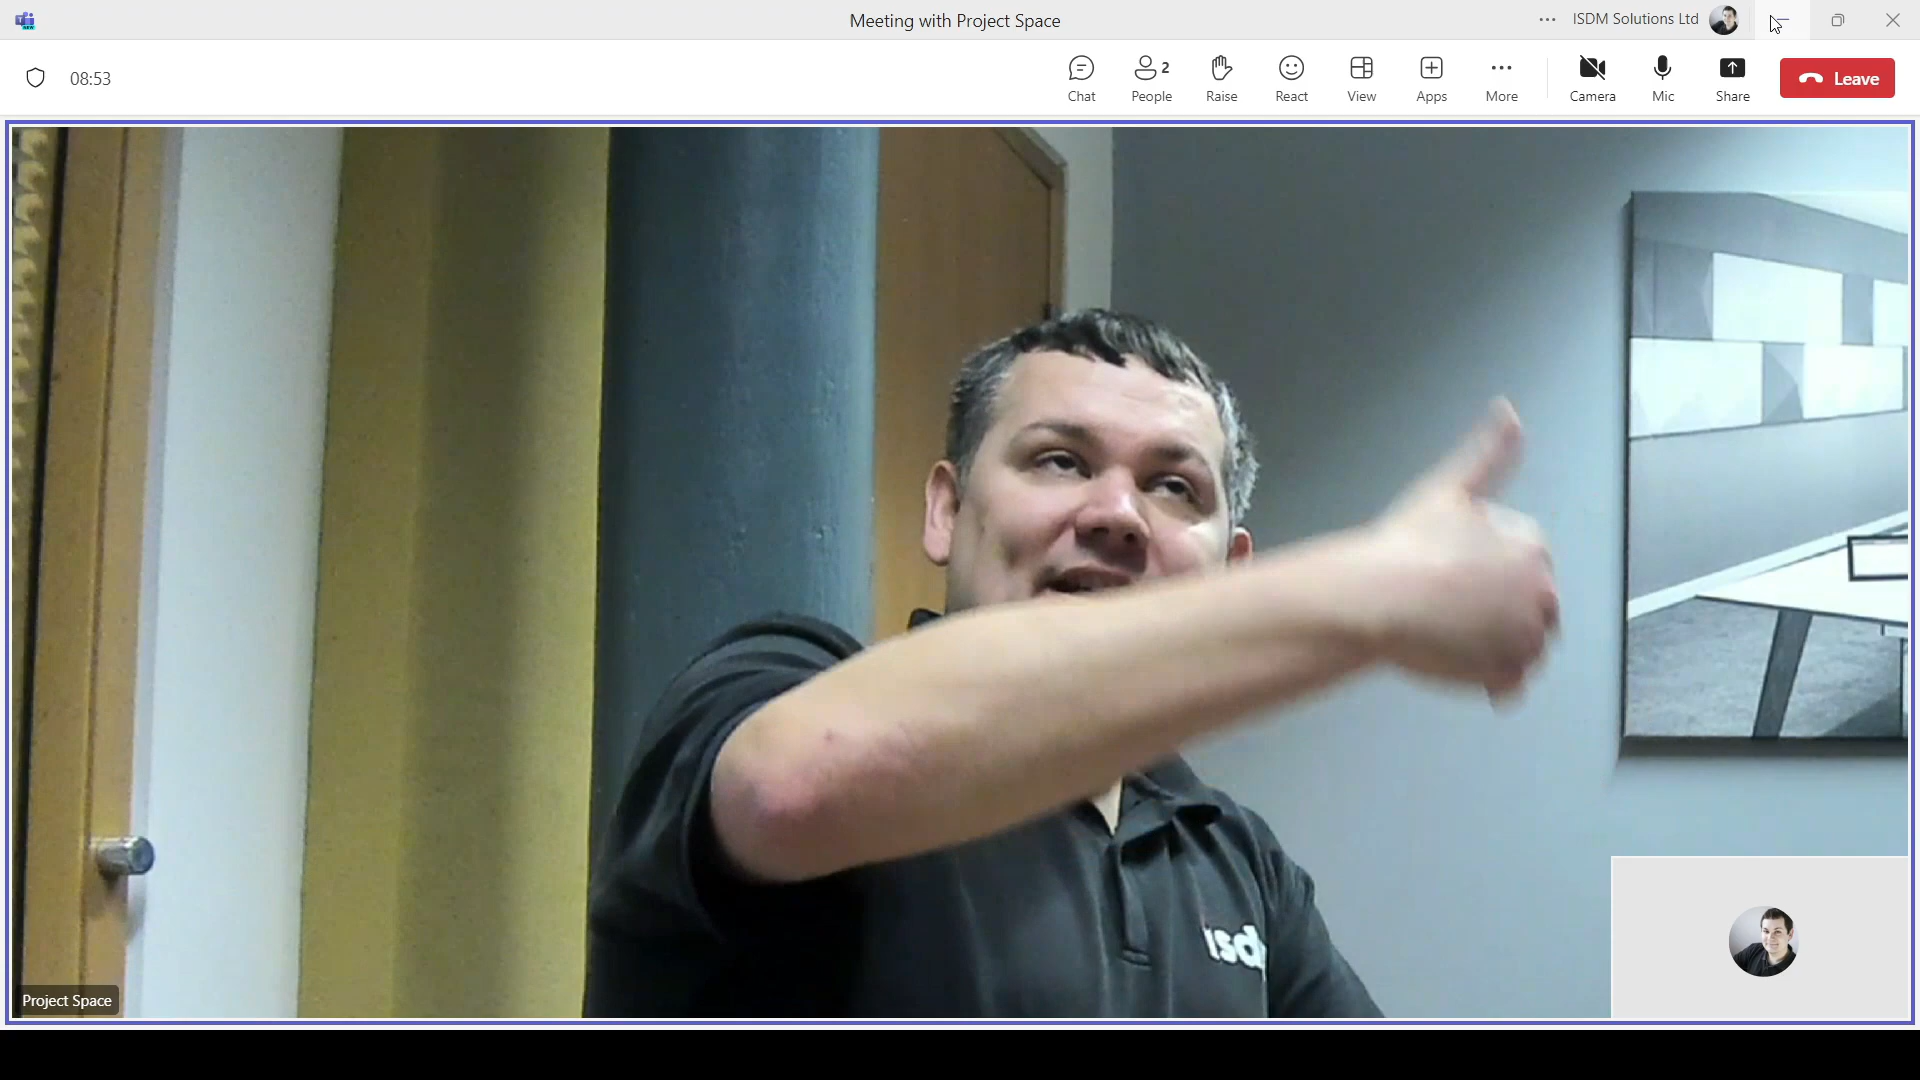 Meeting with Project Space
... ISDM Solutions Ltd
08:53
Chat
People 2
Raise
React
View
Apps
More
Camera
Mic
Share
Leave
isd
Project Space